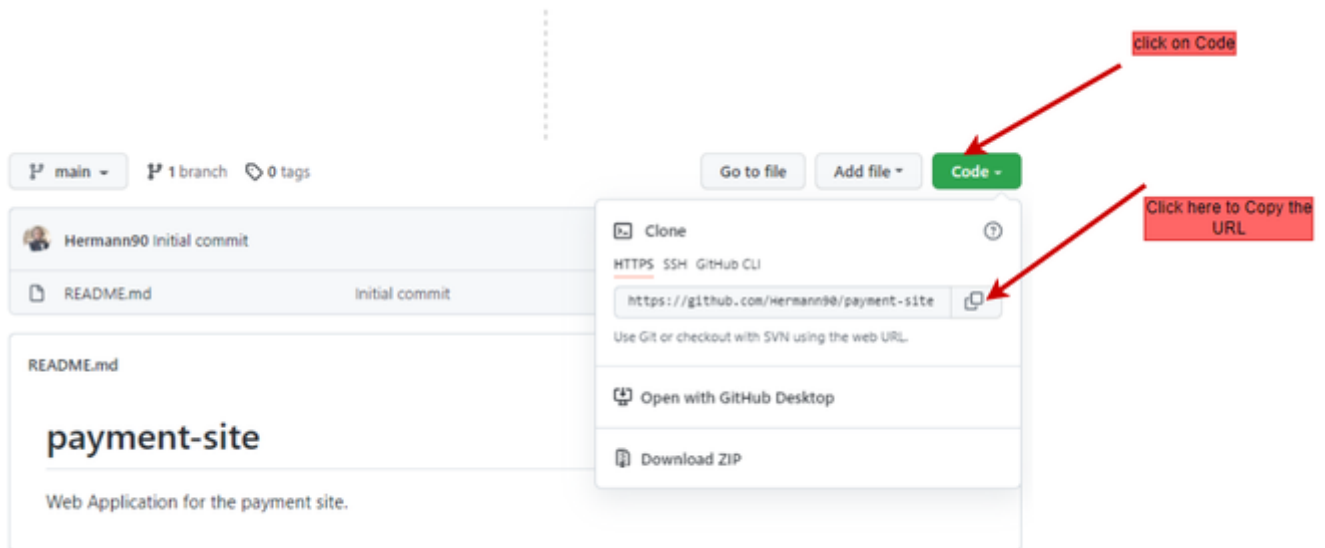 click on Code
main
1 branch
0 tags
Go to file
Add file
Code
Click here to Copy the
URL
Hermann90 Initial commit
Clone
HTTPS SSH GitHub CLI
README.md
Initial commit
https://github.com/Hermann90/payment-site
Use Git or checkout with SVN using the web URL.
README.md
Open with GitHub Desktop
payment-site
Download ZIP
Web Application for the payment site.